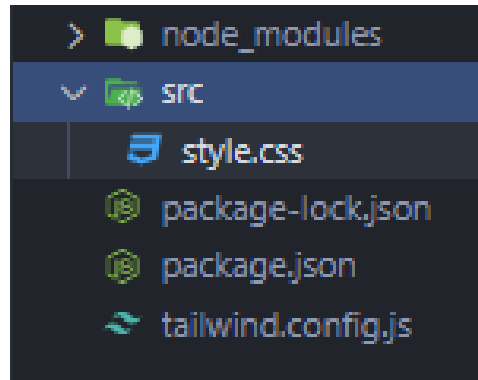 node_modules
src
style.css
package-lock.json
package.json
tailwind.config.js